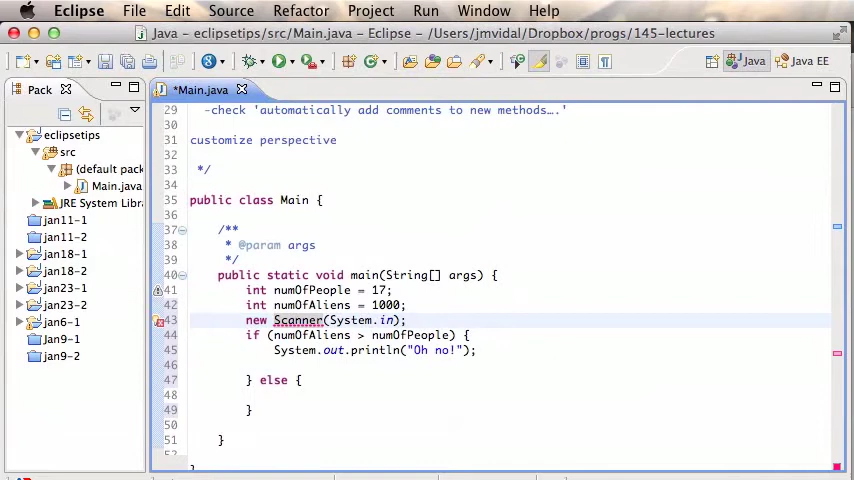 Eclipse File Edit Source Refactor Project Run Window Help
Java - eclipsetips/src/Main.java - Eclipse - /Users/jmvidal/Dropbox/progs/145-lectures
Java Java EE
Pack
eclipsetips
src
(default pack
Main.java
JRE System Libra
jan11-1
jan11-2
jan18-1
jan18-2
jan23-1
jan23-2
jan6-1
Jan9-1
jan9-2
*Main.java
29 -check 'automatically add comments to new methods….'
30
31 customize perspective
32
33 */
34
35 public class Main {
36
37 /**
38 * @param args
39 */
40 public static void main(String[] args) {
41 int numOfPeople = 17;
42 int numOfAliens = 1000;
43 new Scanner(System.in);
44 if (numOfAliens > numOfPeople) {
45 System.out.println("Oh no!");
46
47 } else {
48
49 }
50
51 }
52
}